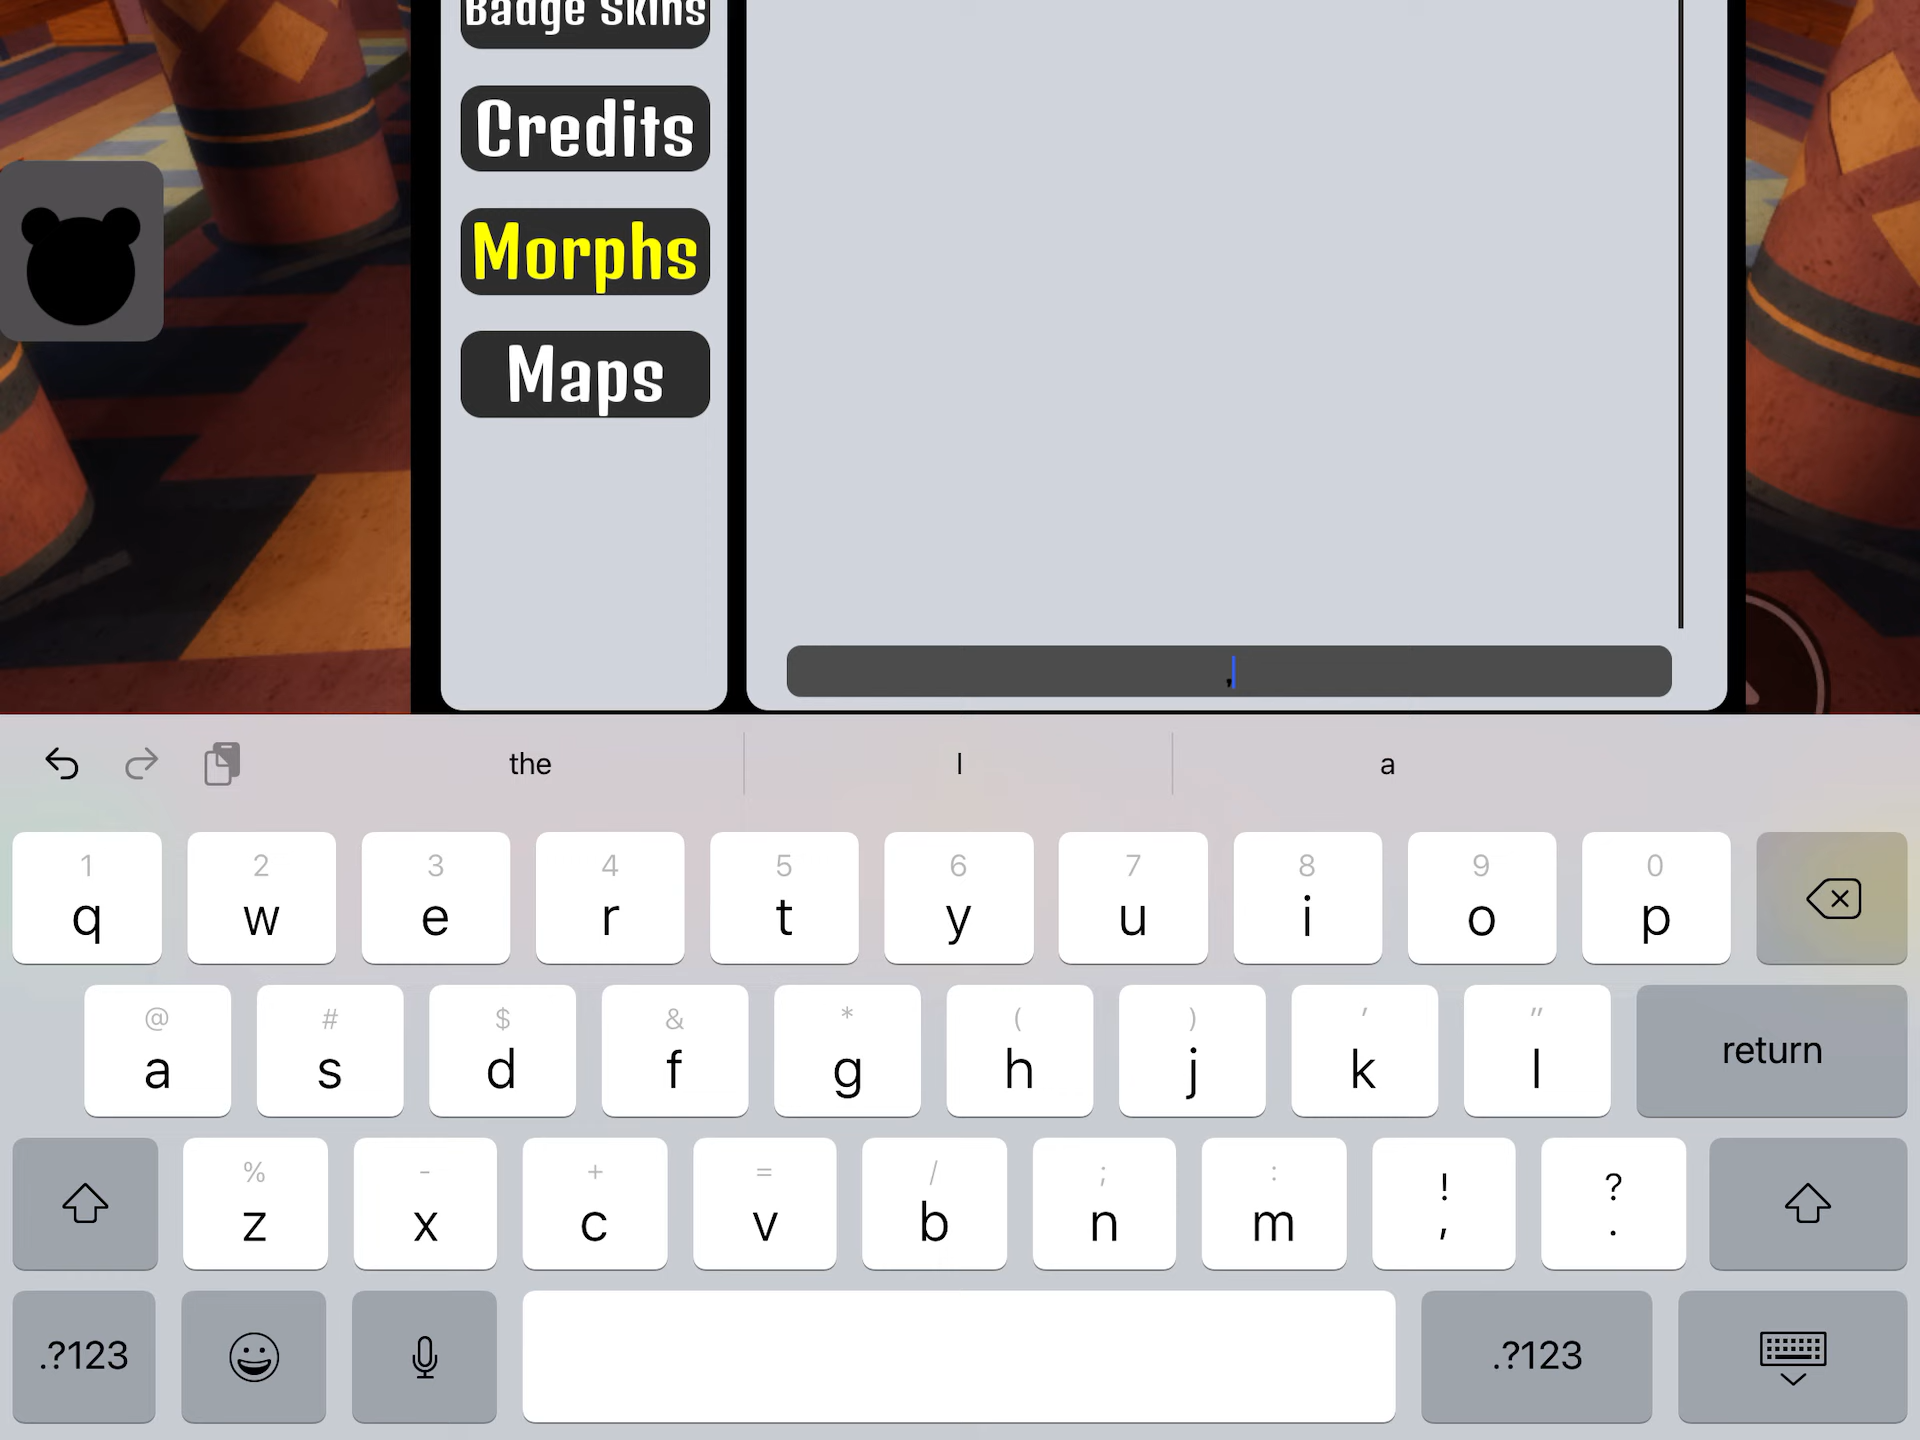 Badge Skins
Credits
Morphs
Maps
,
the I a
1 2 3 4 5 6 7 8 9 0
q w e r t y u i o p
@ # $ & * ( ) ' "
a s d f g h j k l return
% - + = / ; : ! ?
z x c v b n m , .
.?123 .?123